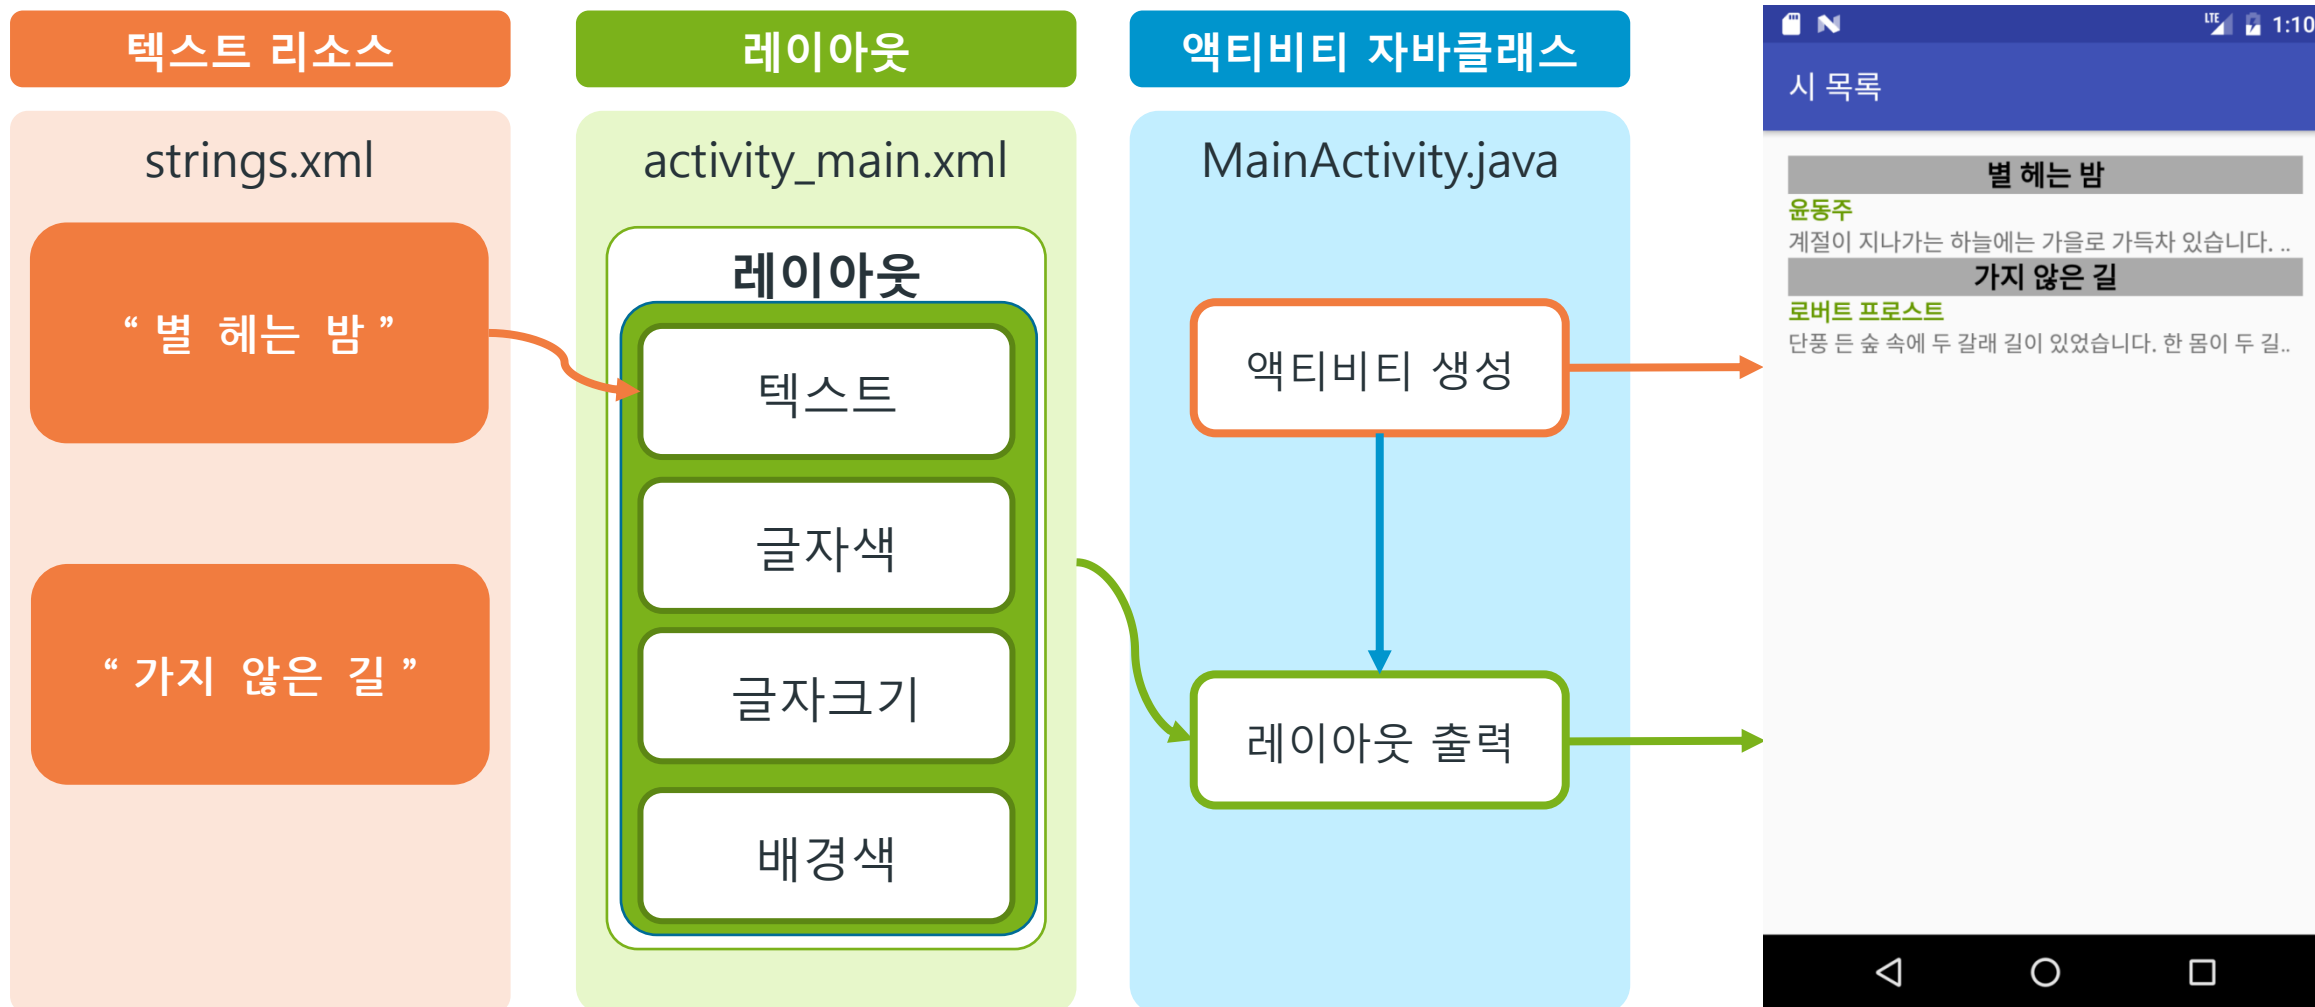 텍스트 리소스
strings.xml
“ 별 헤는 밤 ”
“ 가지 않은 길 ”
레이아웃
activity_main.xml
레이아웃
텍스트
글자색
글자크기
배경색
액티비티 자바클래스
MainActivity.java
액티비티 생성
레이아웃 출력
LTE 1:10
시 목록
별 헤는 밤
윤동주
계절이 지나가는 하늘에는 가을로 가득차 있습니다. ..
가지 않은 길
로버트 프로스트
단풍 든 숲 속에 두 갈래 길이 있었습니다. 한 몸이 두 길..